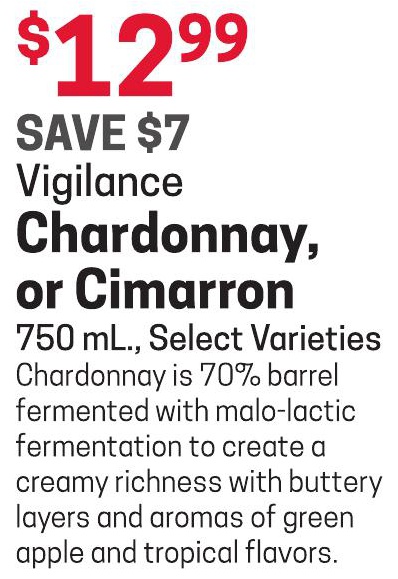 $12.99
SAVE $7
Vigilance
Chardonnay,
or Cimarron
750 mL., Select Varieties
Chardonnay is 70% barrel
fermented with malo-lactic
fermentation to create a
creamy richness with buttery
layers and aromas of green
apple and tropical flavors.